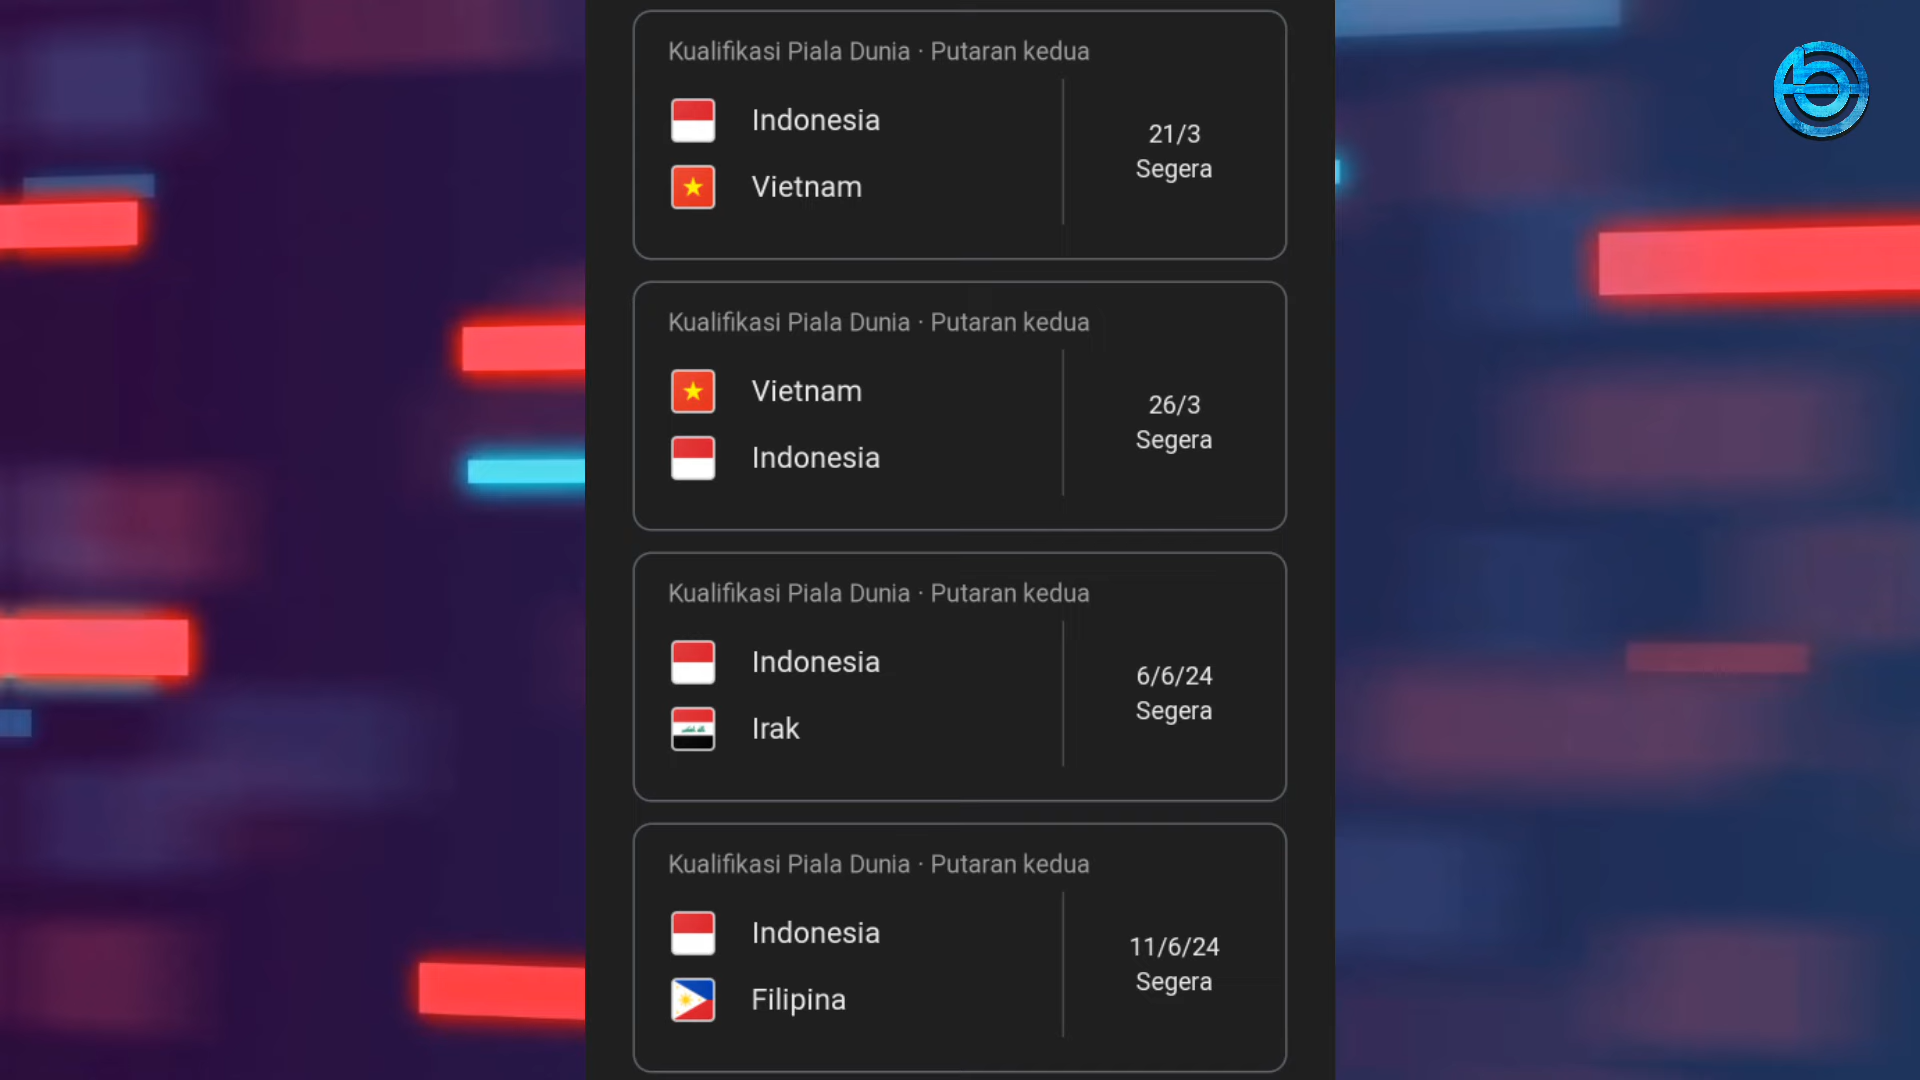 Kualifikasi Piala Dunia · Putaran kedua
Indonesia
Vietnam
21/3
Segera
Kualifikasi Piala Dunia · Putaran kedua
Vietnam
Indonesia
26/3
Segera
Kualifikasi Piala Dunia · Putaran kedua
Indonesia
Irak
6/6/24
Segera
Kualifikasi Piala Dunia · Putaran kedua
Indonesia
Filipina
11/6/24
Segera